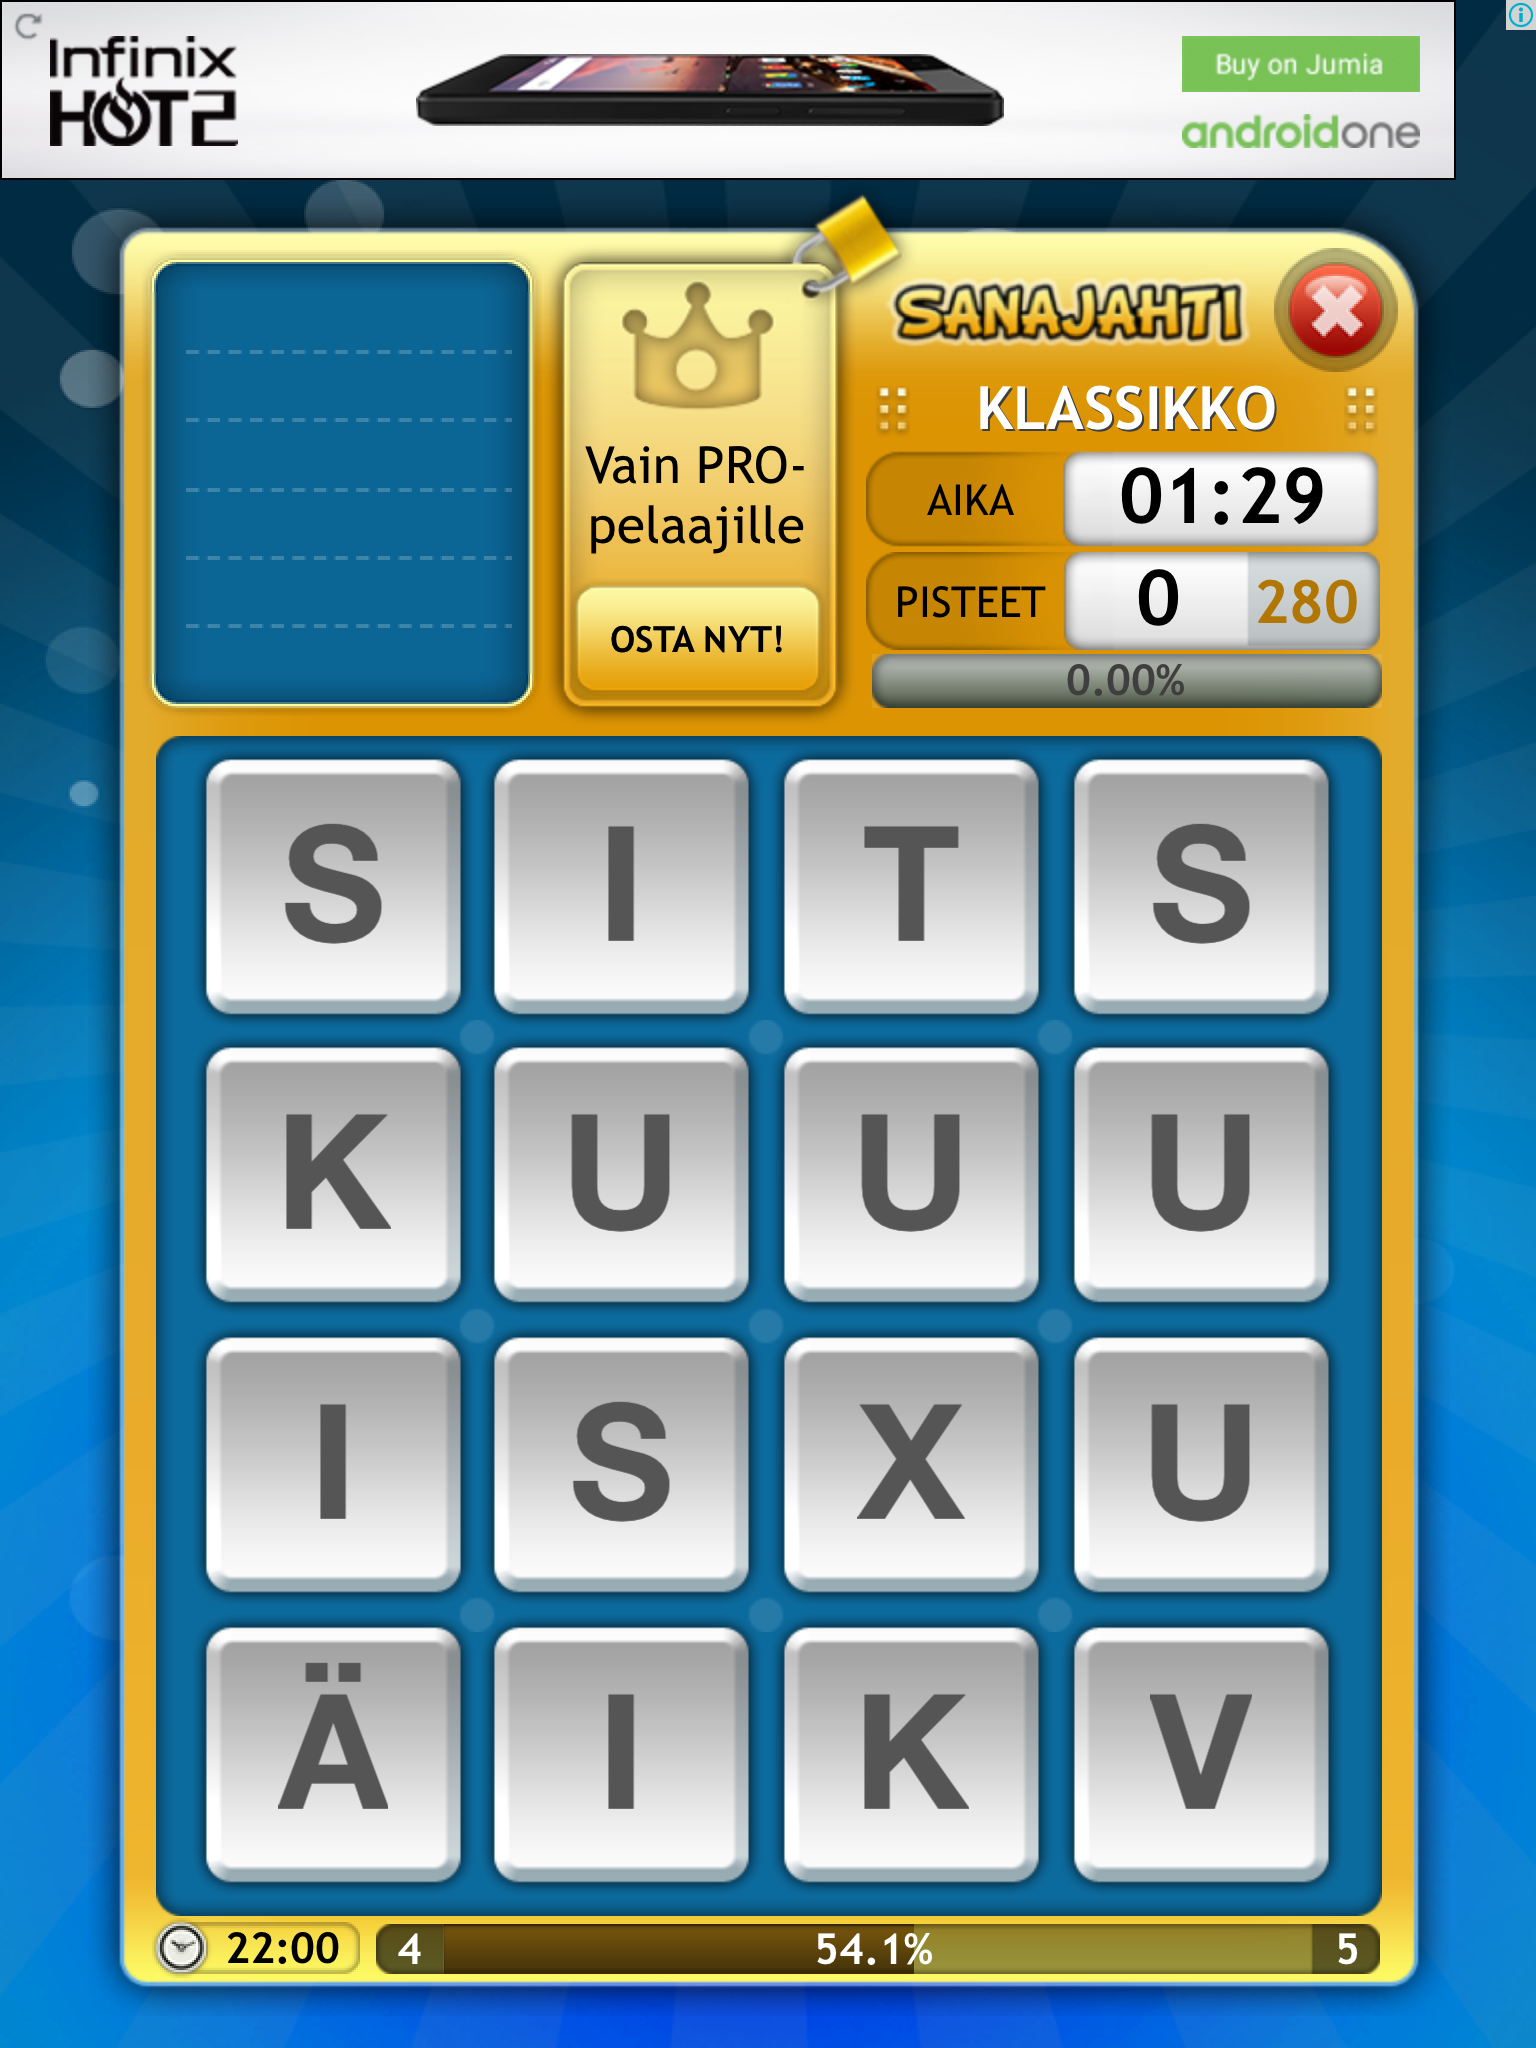 Infinix
HOT2
Buy on Jumia
androidone
SANAJAHTI
Vain PRO-
pelaajille
OSTA NYT!
KLASSIKKO
AIKA 01:29
PISTEET 0 280
0.00%
S I T S
K U U U
I S X U
Ä I K V
22:00 4 54.1% 5